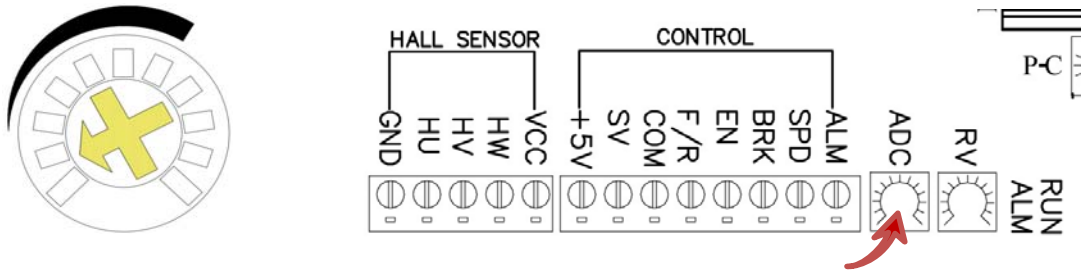 HALL SENSOR
CONTROL
P-C
GND
HU
HV
HW
VCC
+5V
SV
COM
F/R
EN
BRK
SPD
ALM
ADC
RV
RUN
ALM